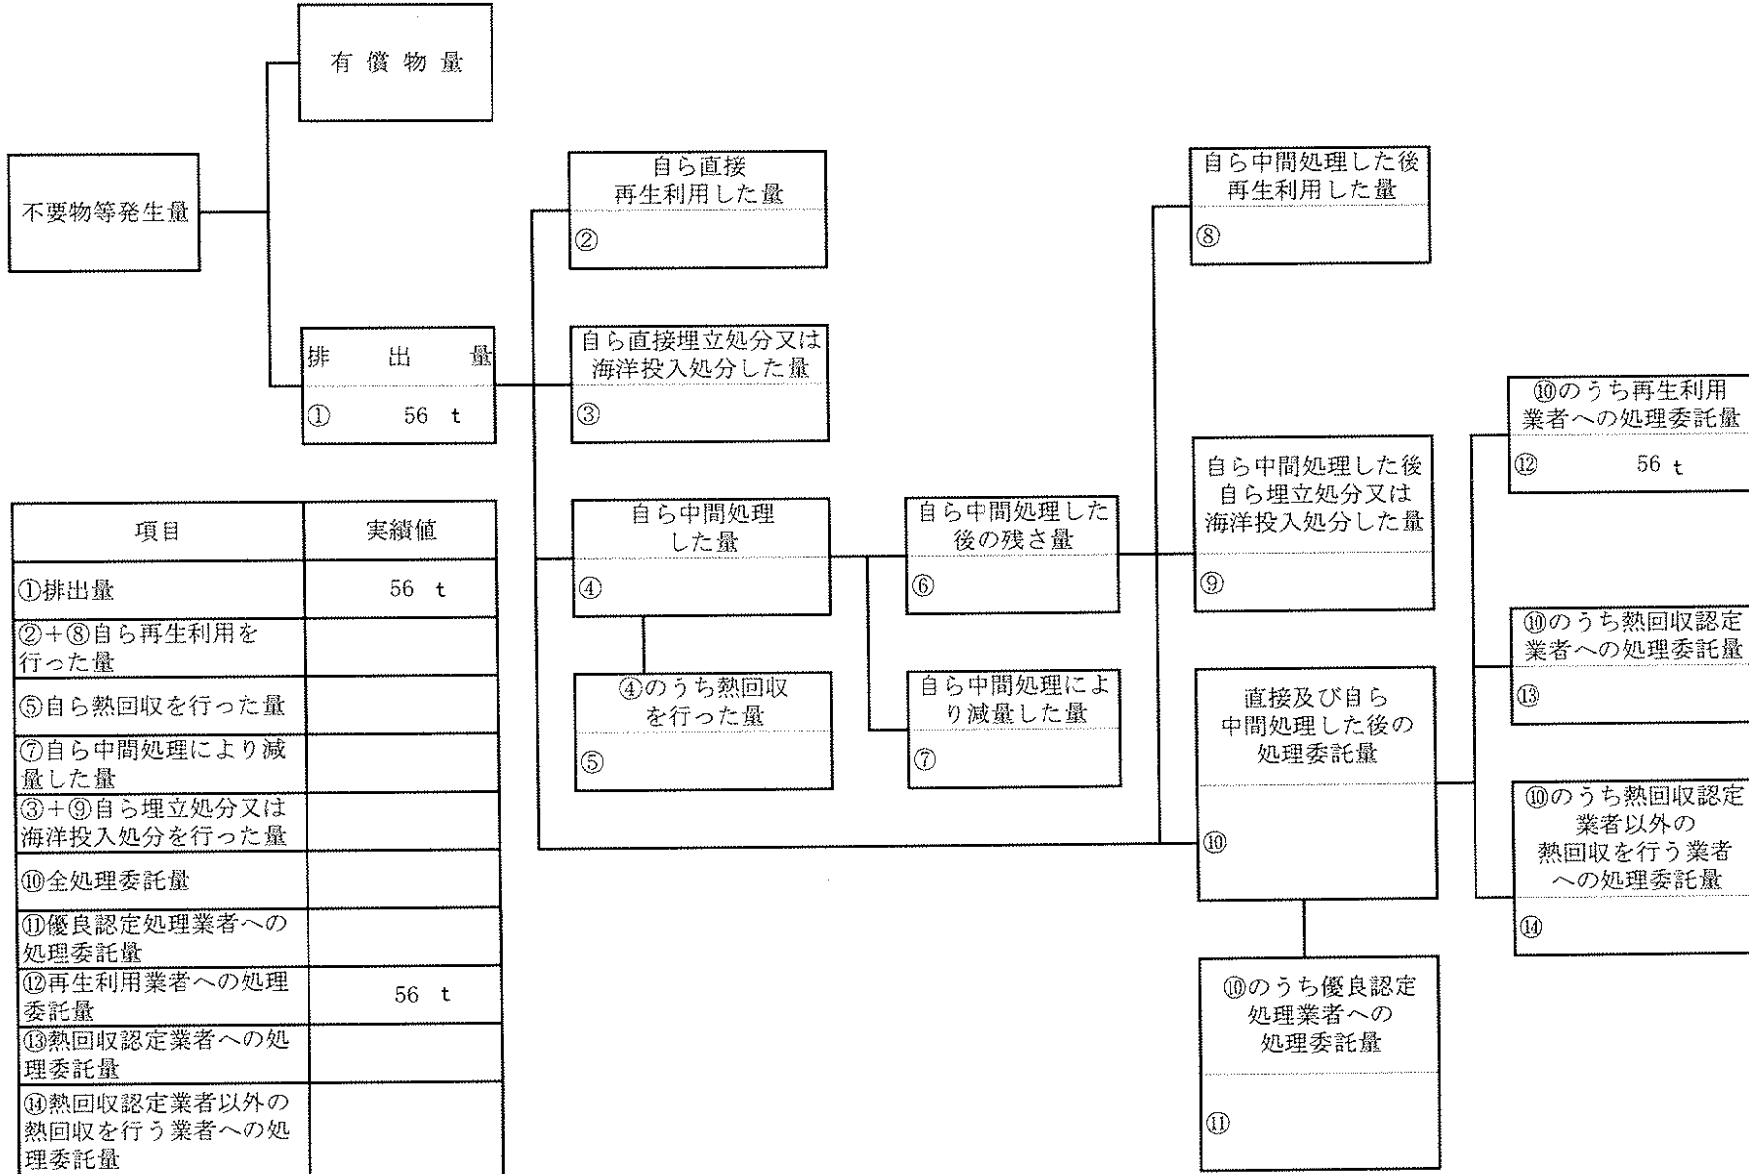 有 償 物 量
不要物等発生量
排 出 量
① 56 t
自ら直接
再生利用した量
②
自ら直接埋立処分又は
海洋投入処分した量
③
自ら中間処理
した量
④
④のうち熱回収
を行った量
⑤
自ら中間処理した
後の残さ量
⑥
自ら中間処理によ
り減量した量
⑦
自ら中間処理した後
再生利用した量
⑧
自ら中間処理した後
自ら埋立処分又は
海洋投入処分した量
⑨
直接及び自ら
中間処理した後の
処理委託量
⑩
⑩のうち優良認定
処理業者への
処理委託量
⑪
⑩のうち再生利用
業者への処理委託量
⑫ 56 t
⑩のうち熱回収認定
業者への処理委託量
⑬
⑩のうち熱回収認定
業者以外の
熱回収を行う業者
への処理委託量
⑭
項目 実績値
①排出量 56 t
②+⑧自ら再生利用を
行った量
⑤自ら熱回収を行った量
⑦自ら中間処理により減
量した量
③+⑨自ら埋立処分又は
海洋投入処分を行った量
⑩全処理委託量
⑪優良認定処理業者への
処理委託量
⑫再生利用業者への処理
委託量 56 t
⑬熱回収認定業者への処
理委託量
⑭熱回収認定業者以外の
熱回収を行う業者への処
理委託量